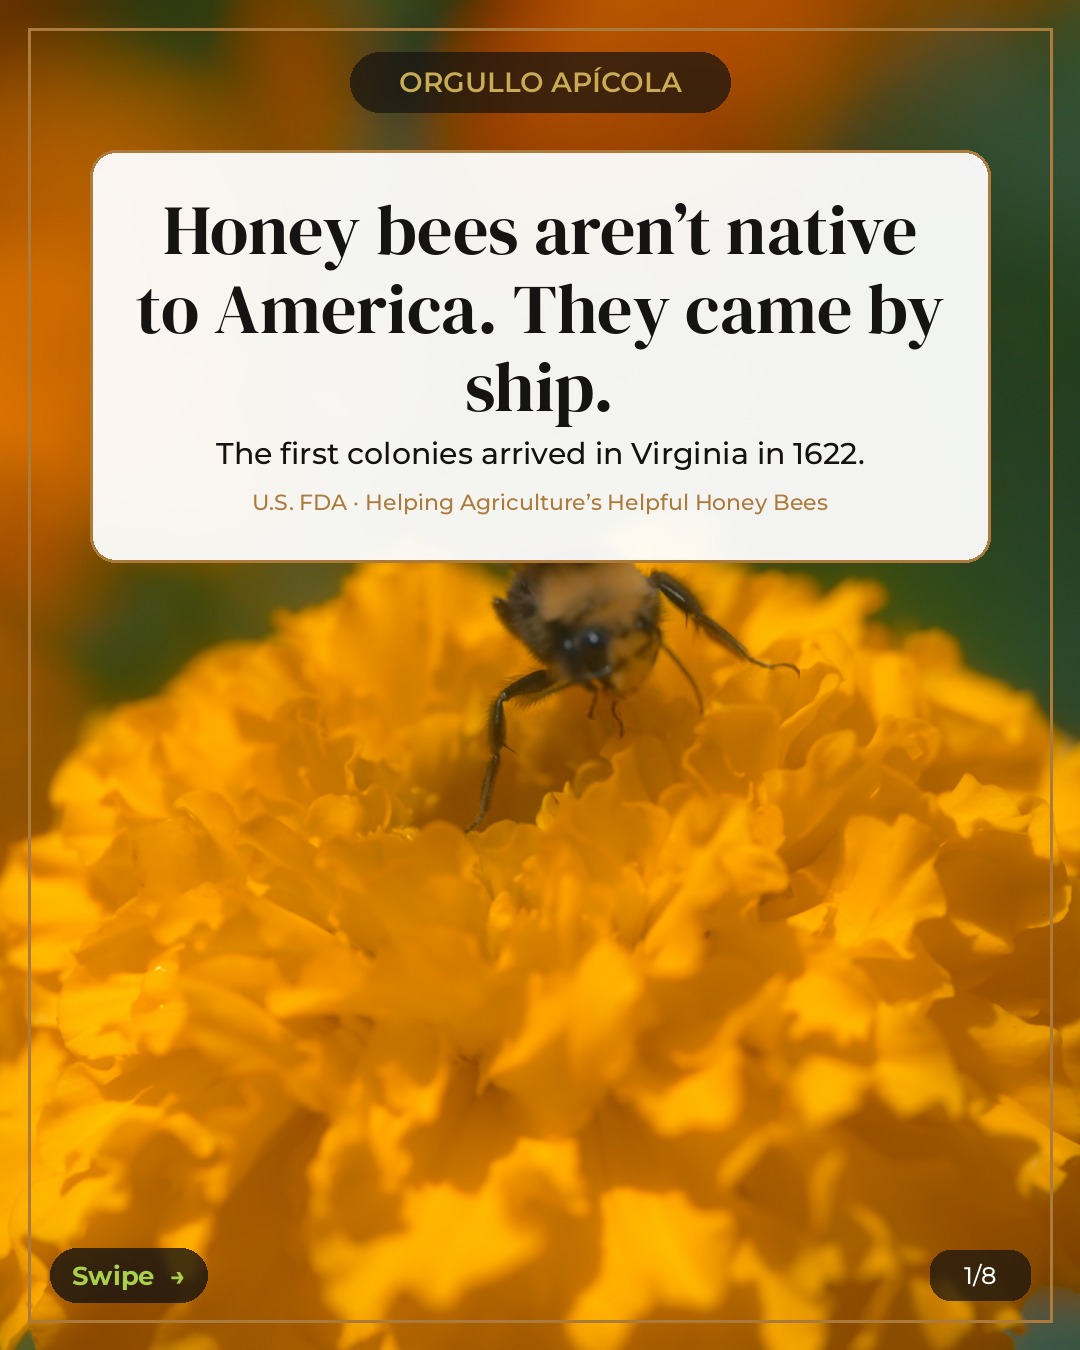 ORGULLO APÍCOLA
Honey bees aren’t native
to America. They came by
ship.
The first colonies arrived in Virginia in 1622.
U.S. FDA · Helping Agriculture’s Helpful Honey Bees
Swipe →
1/8